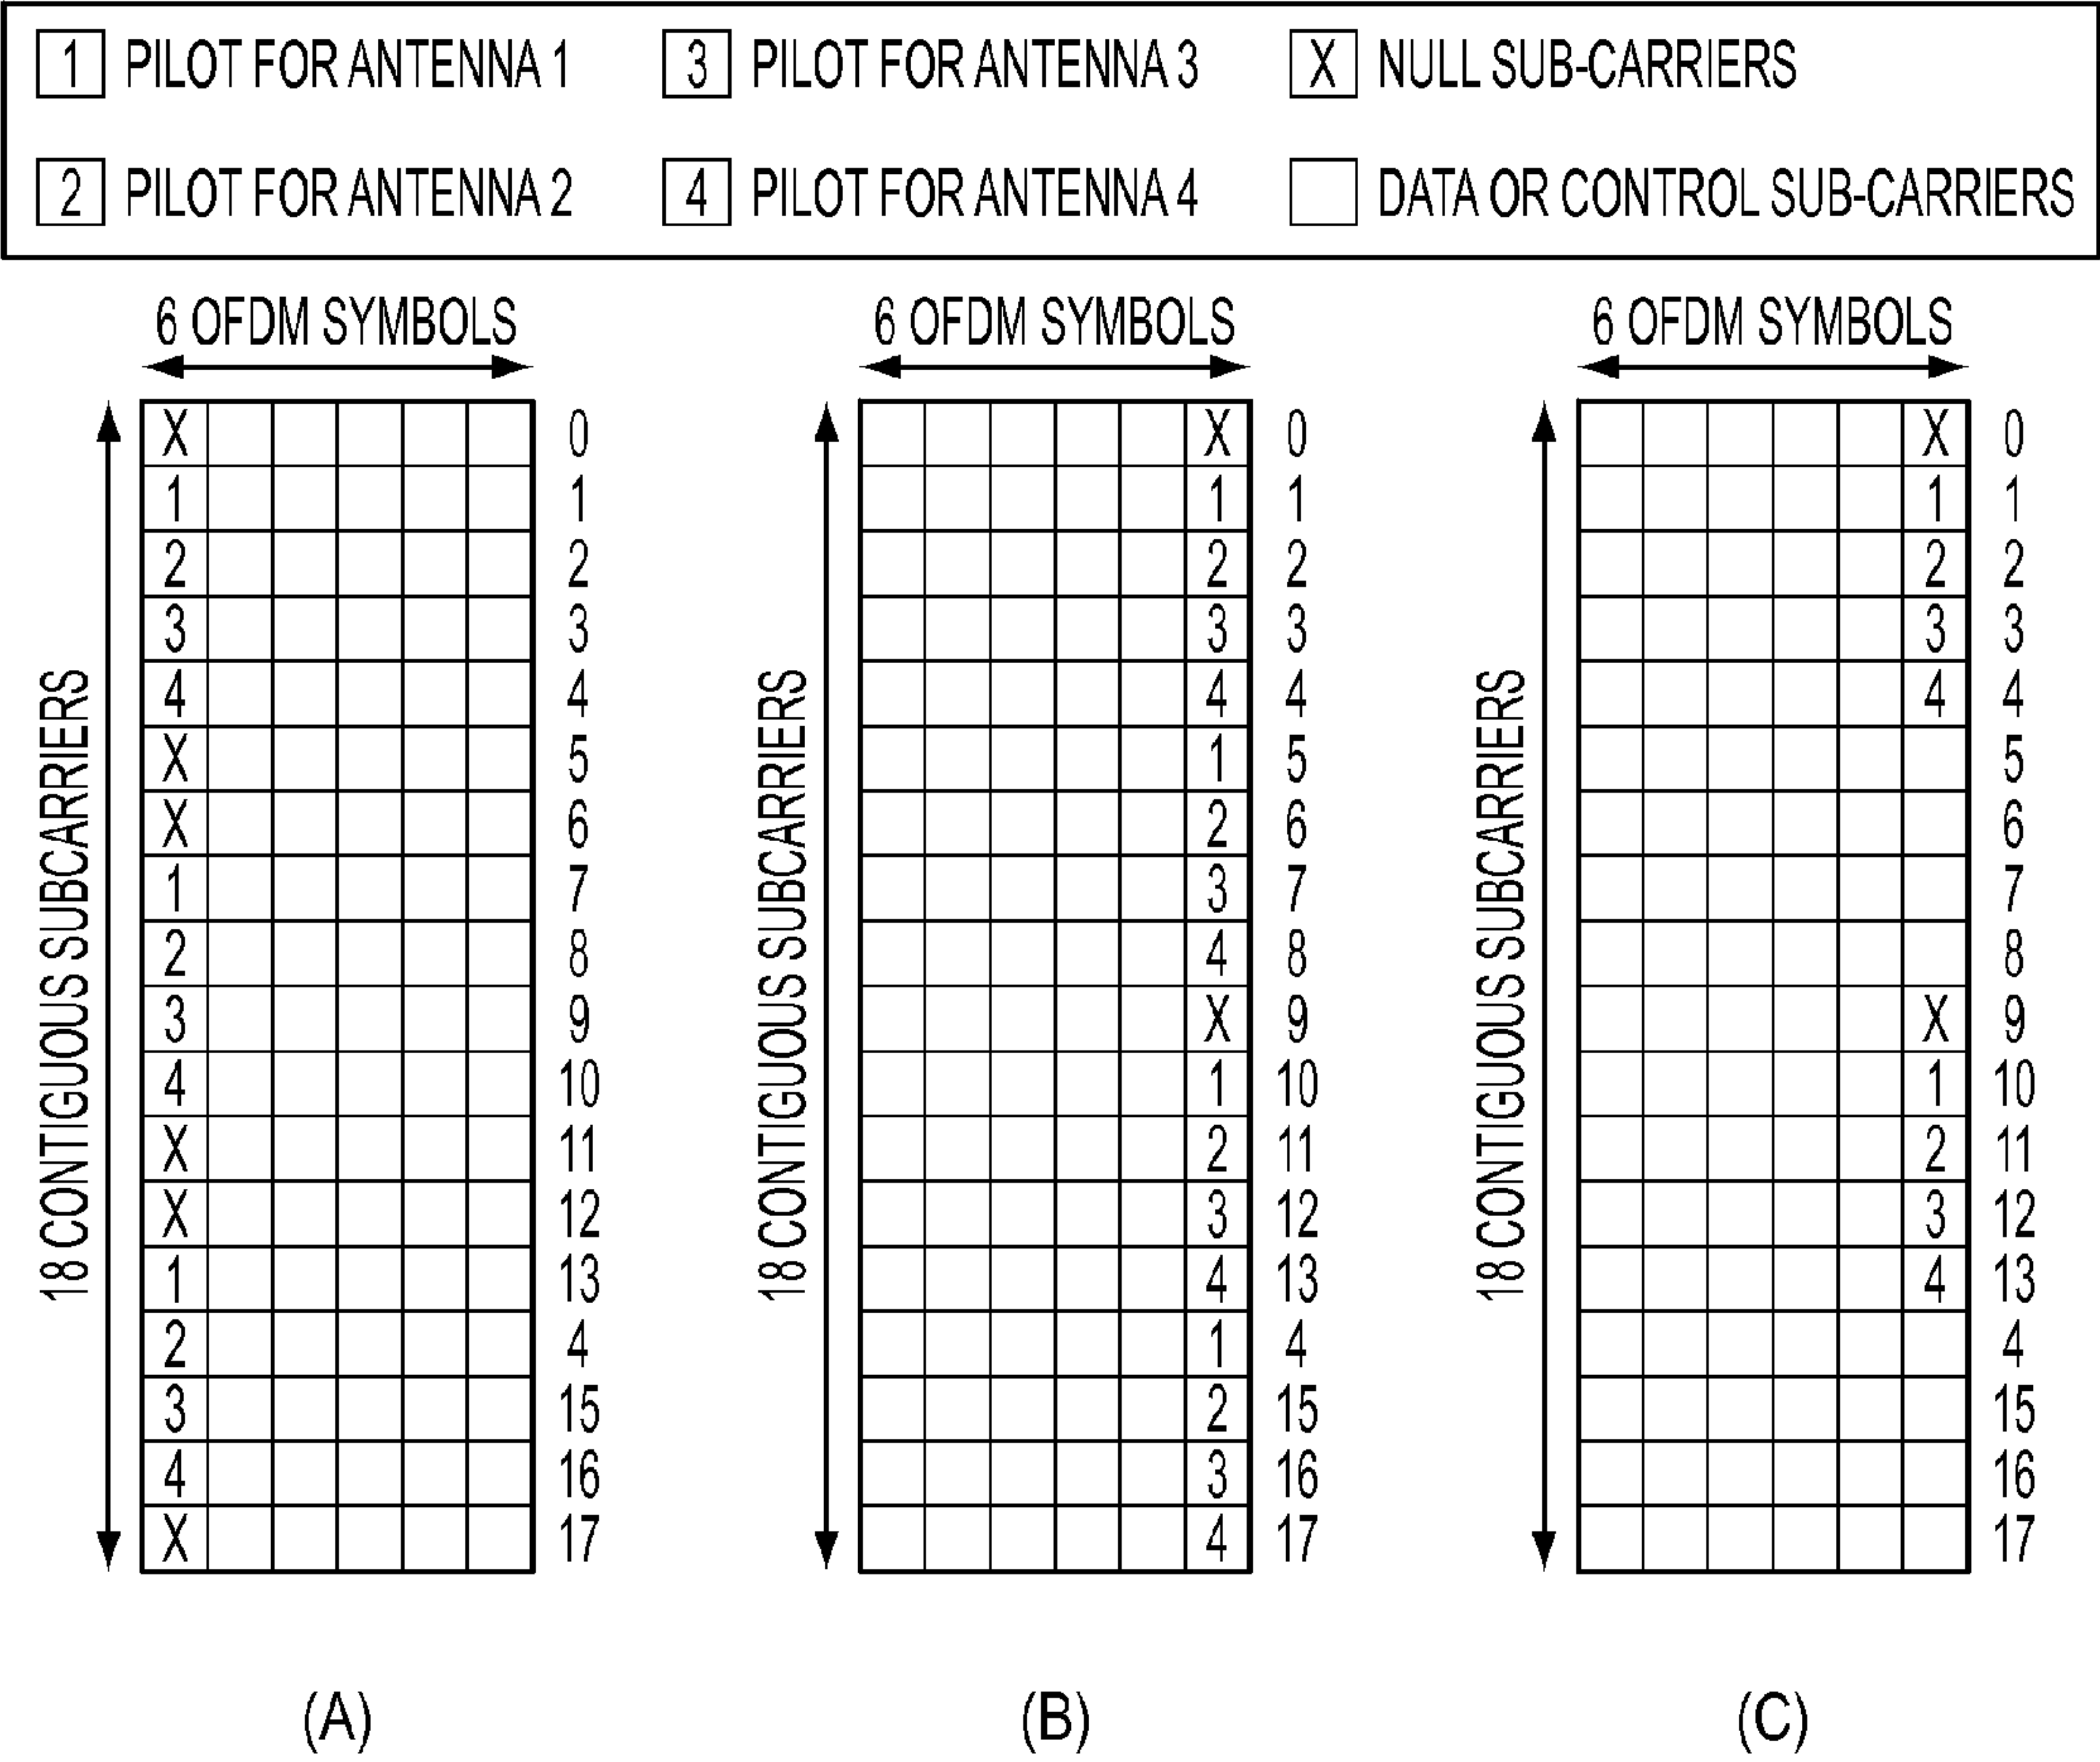 1 PILOT FOR ANTENNA 1 3 PILOT FOR ANTENNA 3 X NULL SUB-CARRIERS
2 PILOT FOR ANTENNA 2 4 PILOT FOR ANTENNA 4 DATA OR CONTROL SUB-CARRIERS
6 OFDM SYMBOLS 6 OFDM SYMBOLS 6 OFDM SYMBOLS
18 CONTIGUOUS SUBCARRIERS
18 CONTIGUOUS SUBCARRIERS
18 CONTIGUOUS SUBCARRIERS
X 0 X 0 X 0
1 1 1 1 1 1
2 2 2 2 2 2
3 3 3 3 3 3
4 4 4 4 4 4
X 5 1 5 5
X 6 2 6 6
1 7 3 7 7
2 8 4 8 8
3 9 X 9 X 9
4 10 1 10 1 10
X 11 2 11 2 11
X 12 3 12 3 12
1 13 4 13 4 13
2 4 1 4 4
3 15 2 15 15
4 16 3 16 16
X 17 4 17 17
(A) (B) (C)